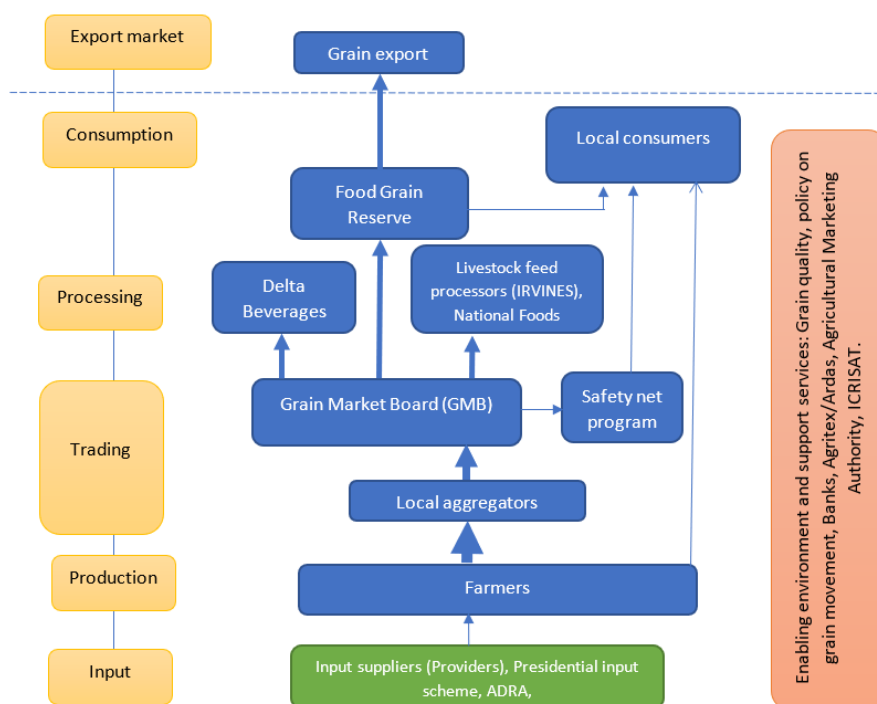 Export market
Grain export
Consumption
Local consumers
Food Grain
Reserve
Processing
Delta
Beverages
Livestock feed
processors (IRVINES),
National Foods
Trading
Grain Market Board (GMB)
Safety net
program
Local aggregators
Production
Farmers
Input
Input suppliers (Providers), Presidential input
scheme, ADRA,
Enabling environment and support services: Grain quality, policy on
grain movement, Banks, Agritex/Ardas, Agricultural Marketing
Authority, ICRISAT.